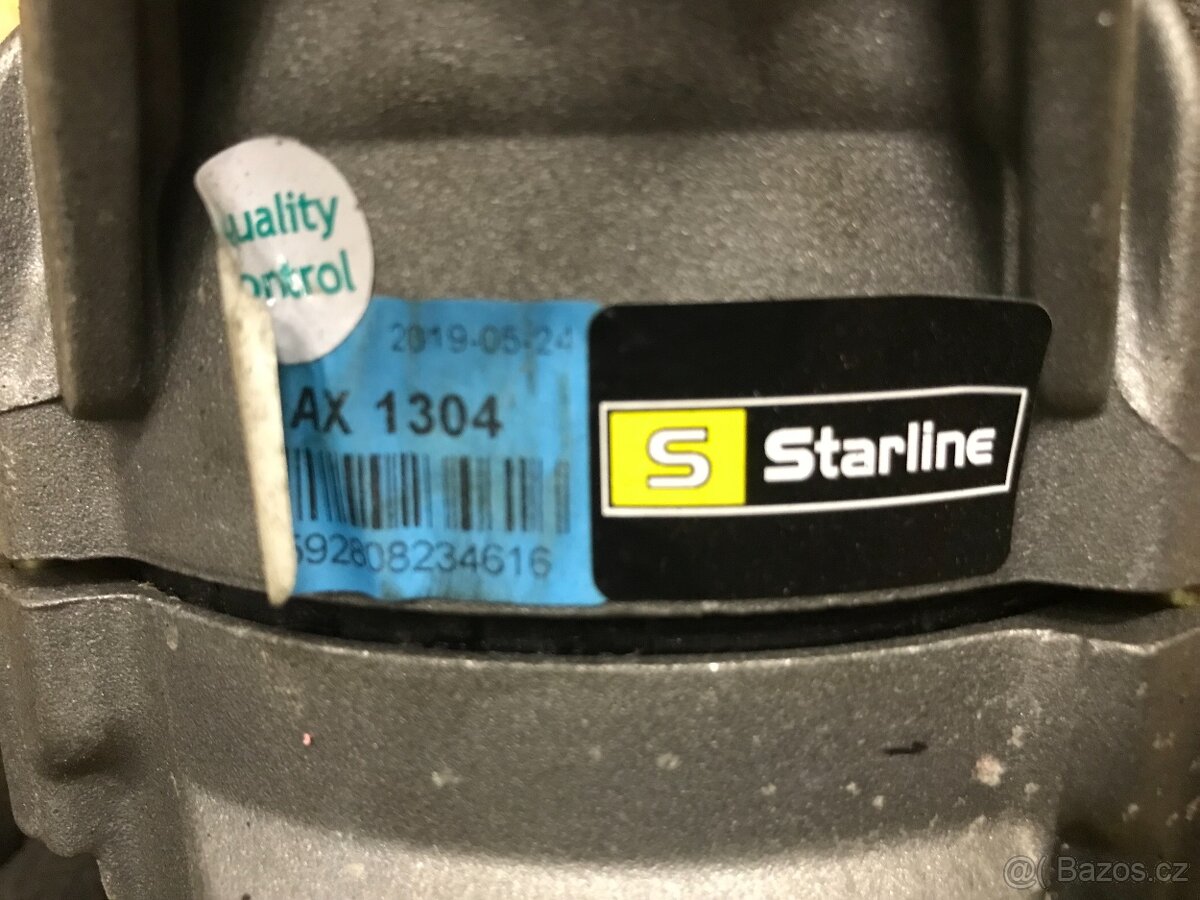 uality
ontrol
2019-05-24
AX 1304
592808234616
S Starline
@( Bazos.cz